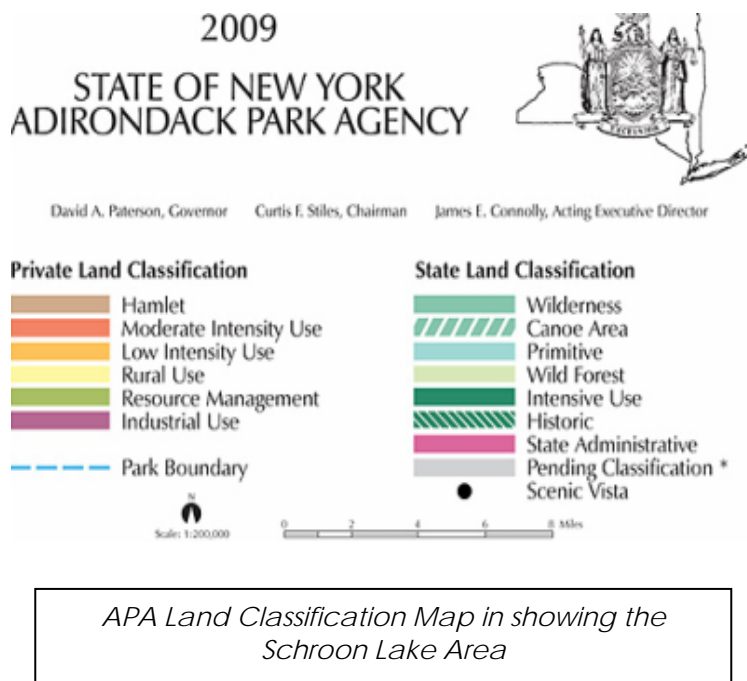 2009
STATE OF NEW YORK
ADIRONDACK PARK AGENCY
EXCELSIOR
David A. Paterson, Governor Curtis F. Stiles, Chairman James E. Connolly, Acting Executive Director
Private Land Classification
Hamlet
Moderate Intensity Use
Low Intensity Use
Rural Use
Resource Management
Industrial Use
Park Boundary
State Land Classification
Wilderness
Canoe Area
Primitive
Wild Forest
Intensive Use
Historic
State Administrative
Pending Classification *
Scenic Vista
N
Scale: 1:200,000
0 2 4 6 8 Miles
APA Land Classification Map in showing the
Schroon Lake Area